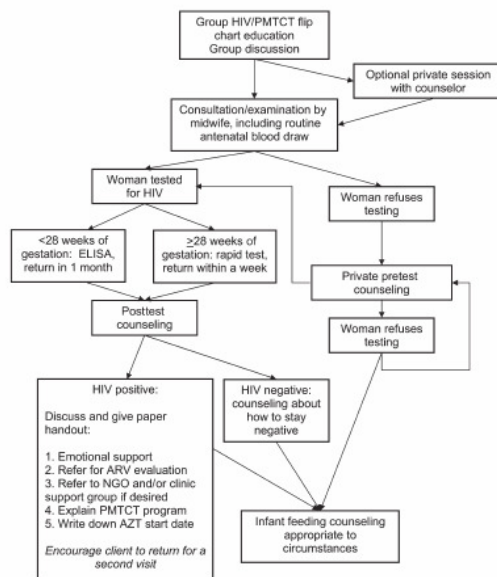 Group HIV/PMTCT flip
chart education
Group discussion
Optional private session
with counselor
Consultation/examination by
midwife, including routine
antenatal blood draw
Woman tested
for HIV
Woman refuses
testing
<28 weeks of
gestation: ELISA,
return in 1 month
≥28 weeks of
gestation: rapid test,
return within a week
Private pretest
counseling
Posttest
counseling
Woman refuses
testing
HIV positive:
Discuss and give paper
handout:
1. Emotional support
2. Refer for ARV evaluation
3. Refer to NGO and/or clinic
support group if desired
4. Explain PMTCT program
5. Write down AZT start date
Encourage client to return for a
second visit
HIV negative:
counseling about
how to stay
negative
Infant feeding counseling
appropriate to
circumstances